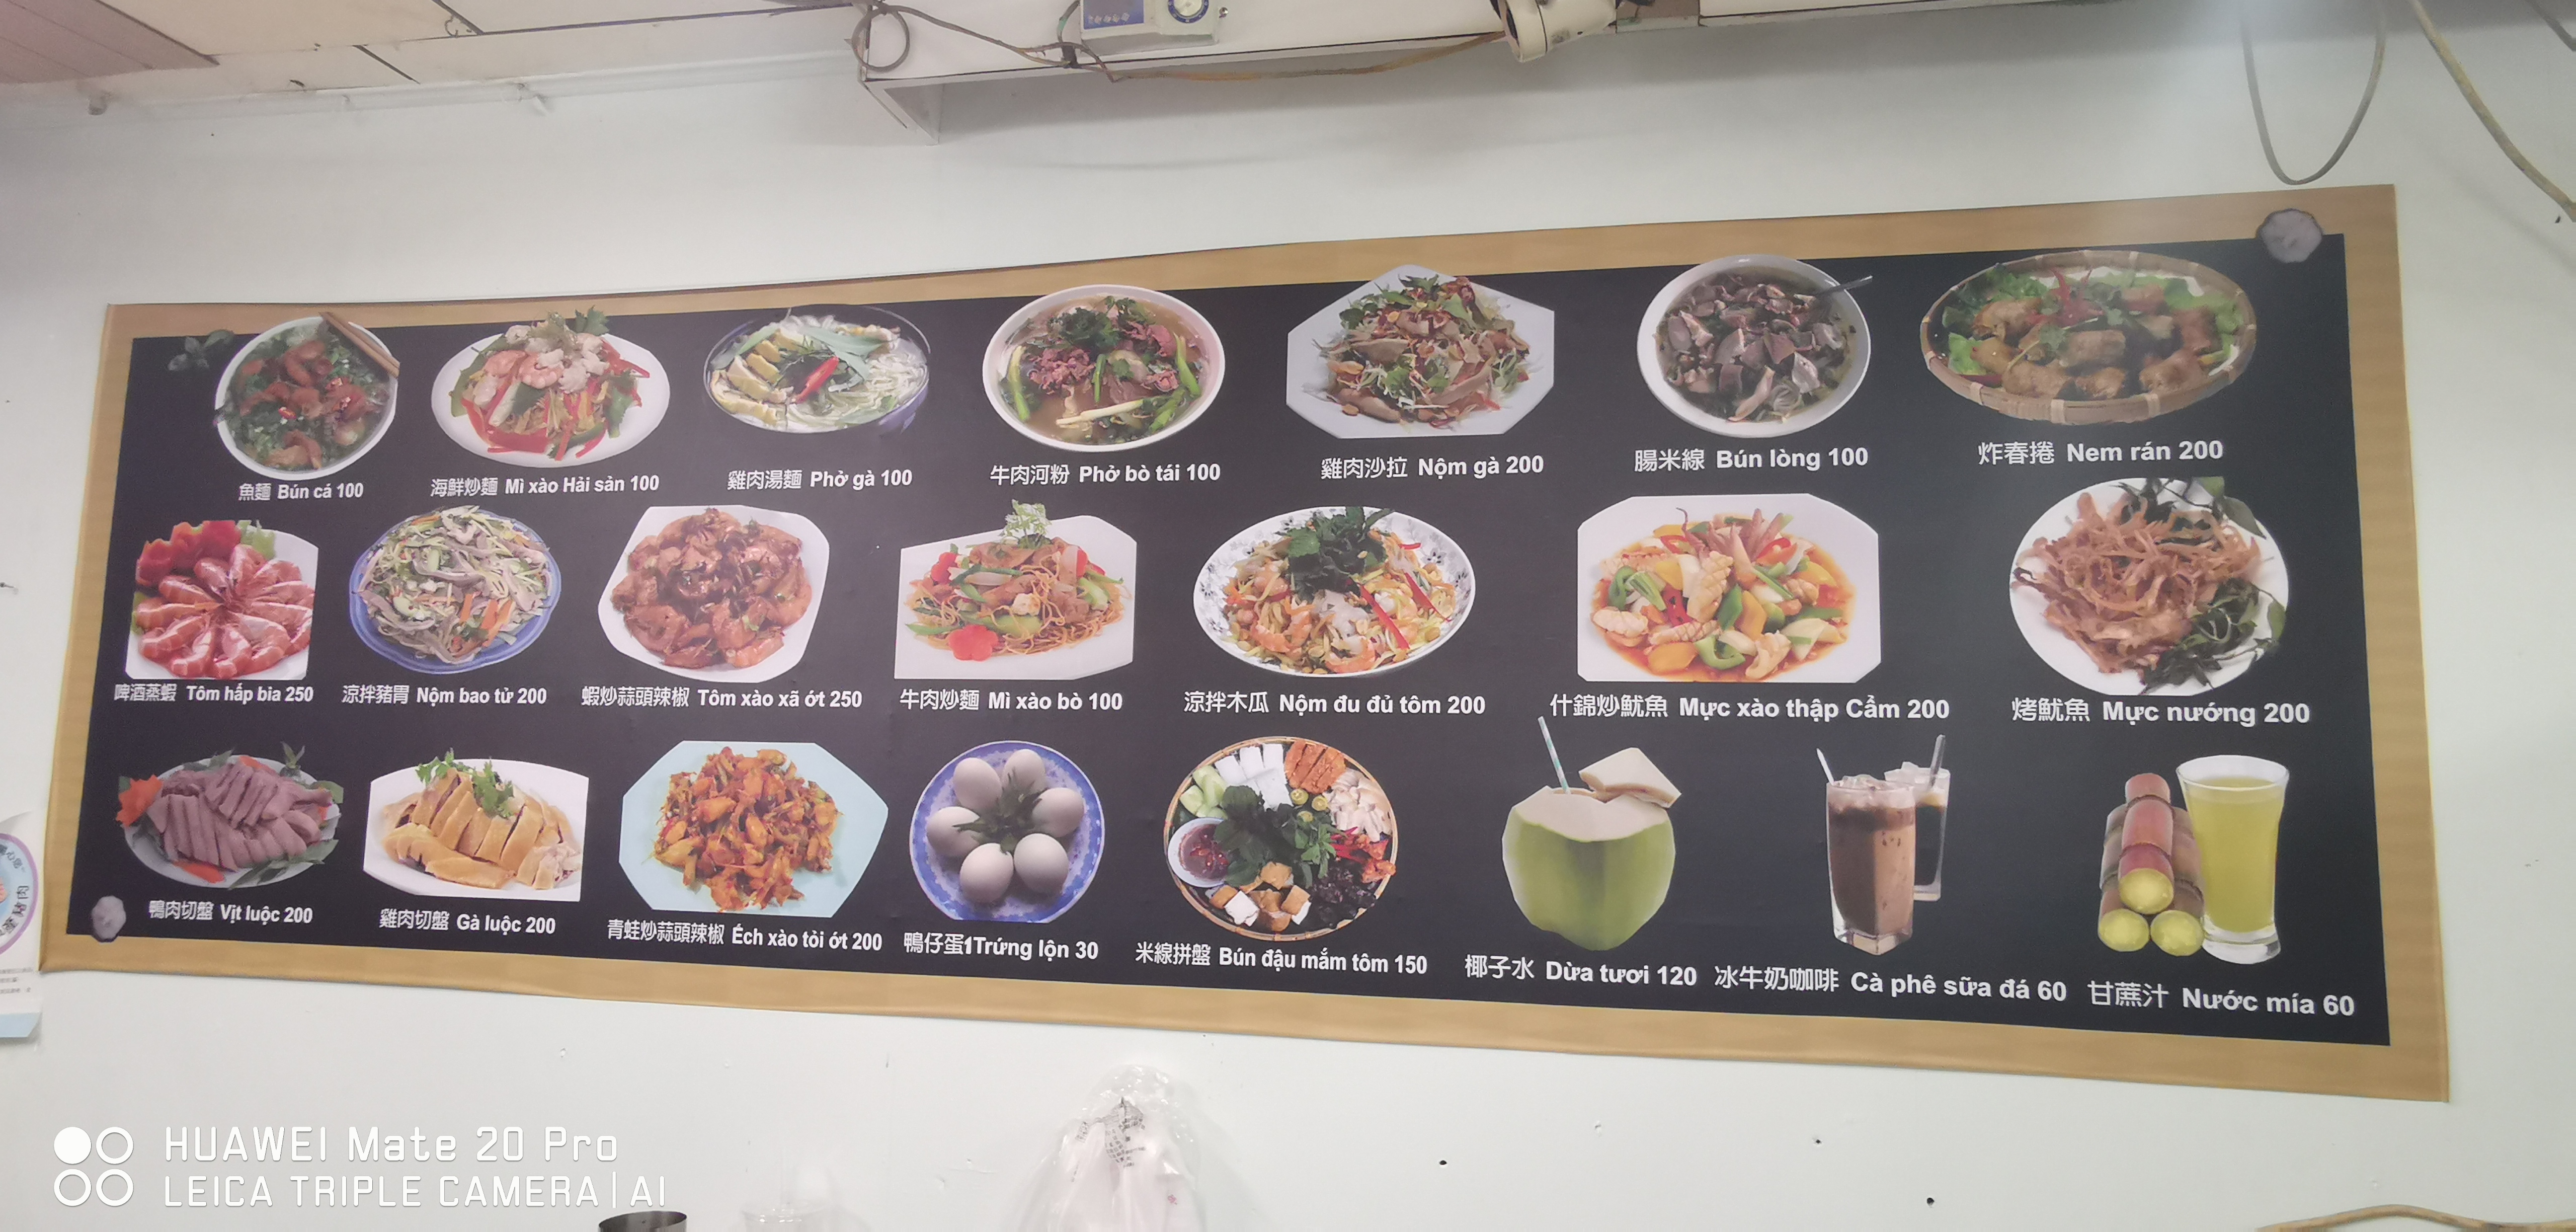 魚麵 Bún cá 100
海鮮炒麵 Mì xào Hải sản 100
雞肉湯麵 Phở gà 100
牛肉河粉 Phở bò tái 100
雞肉沙拉 Nộm gà 200
腸米線 Bún lòng 100
炸春捲 Nem rán 200
啤酒蒸蝦 Tôm hấp bia 250
涼拌豬胃 Nộm bao tử 200
蝦炒蒜頭辣椒 Tôm xào xã ớt 250
牛肉炒麵 Mì xào bò 100
涼拌木瓜 Nộm đu đủ tôm 200
什錦炒魷魚 Mực xào thập Cẩm 200
烤魷魚 Mực nướng 200
鴨肉切盤 Vịt luộc 200
雞肉切盤 Gà luộc 200
青蛙炒蒜頭辣椒 Ếch xào tỏi ớt 200
鴨仔蛋1Trứng lộn 30
米線拼盤 Bún đậu mắm tôm 150
椰子水 Dừa tươi 120
冰牛奶咖啡 Cà phê sữa đá 60
甘蔗汁 Nước mía 60
HUAWEI Mate 20 Pro
LEICA TRIPLE CAMERA | AI